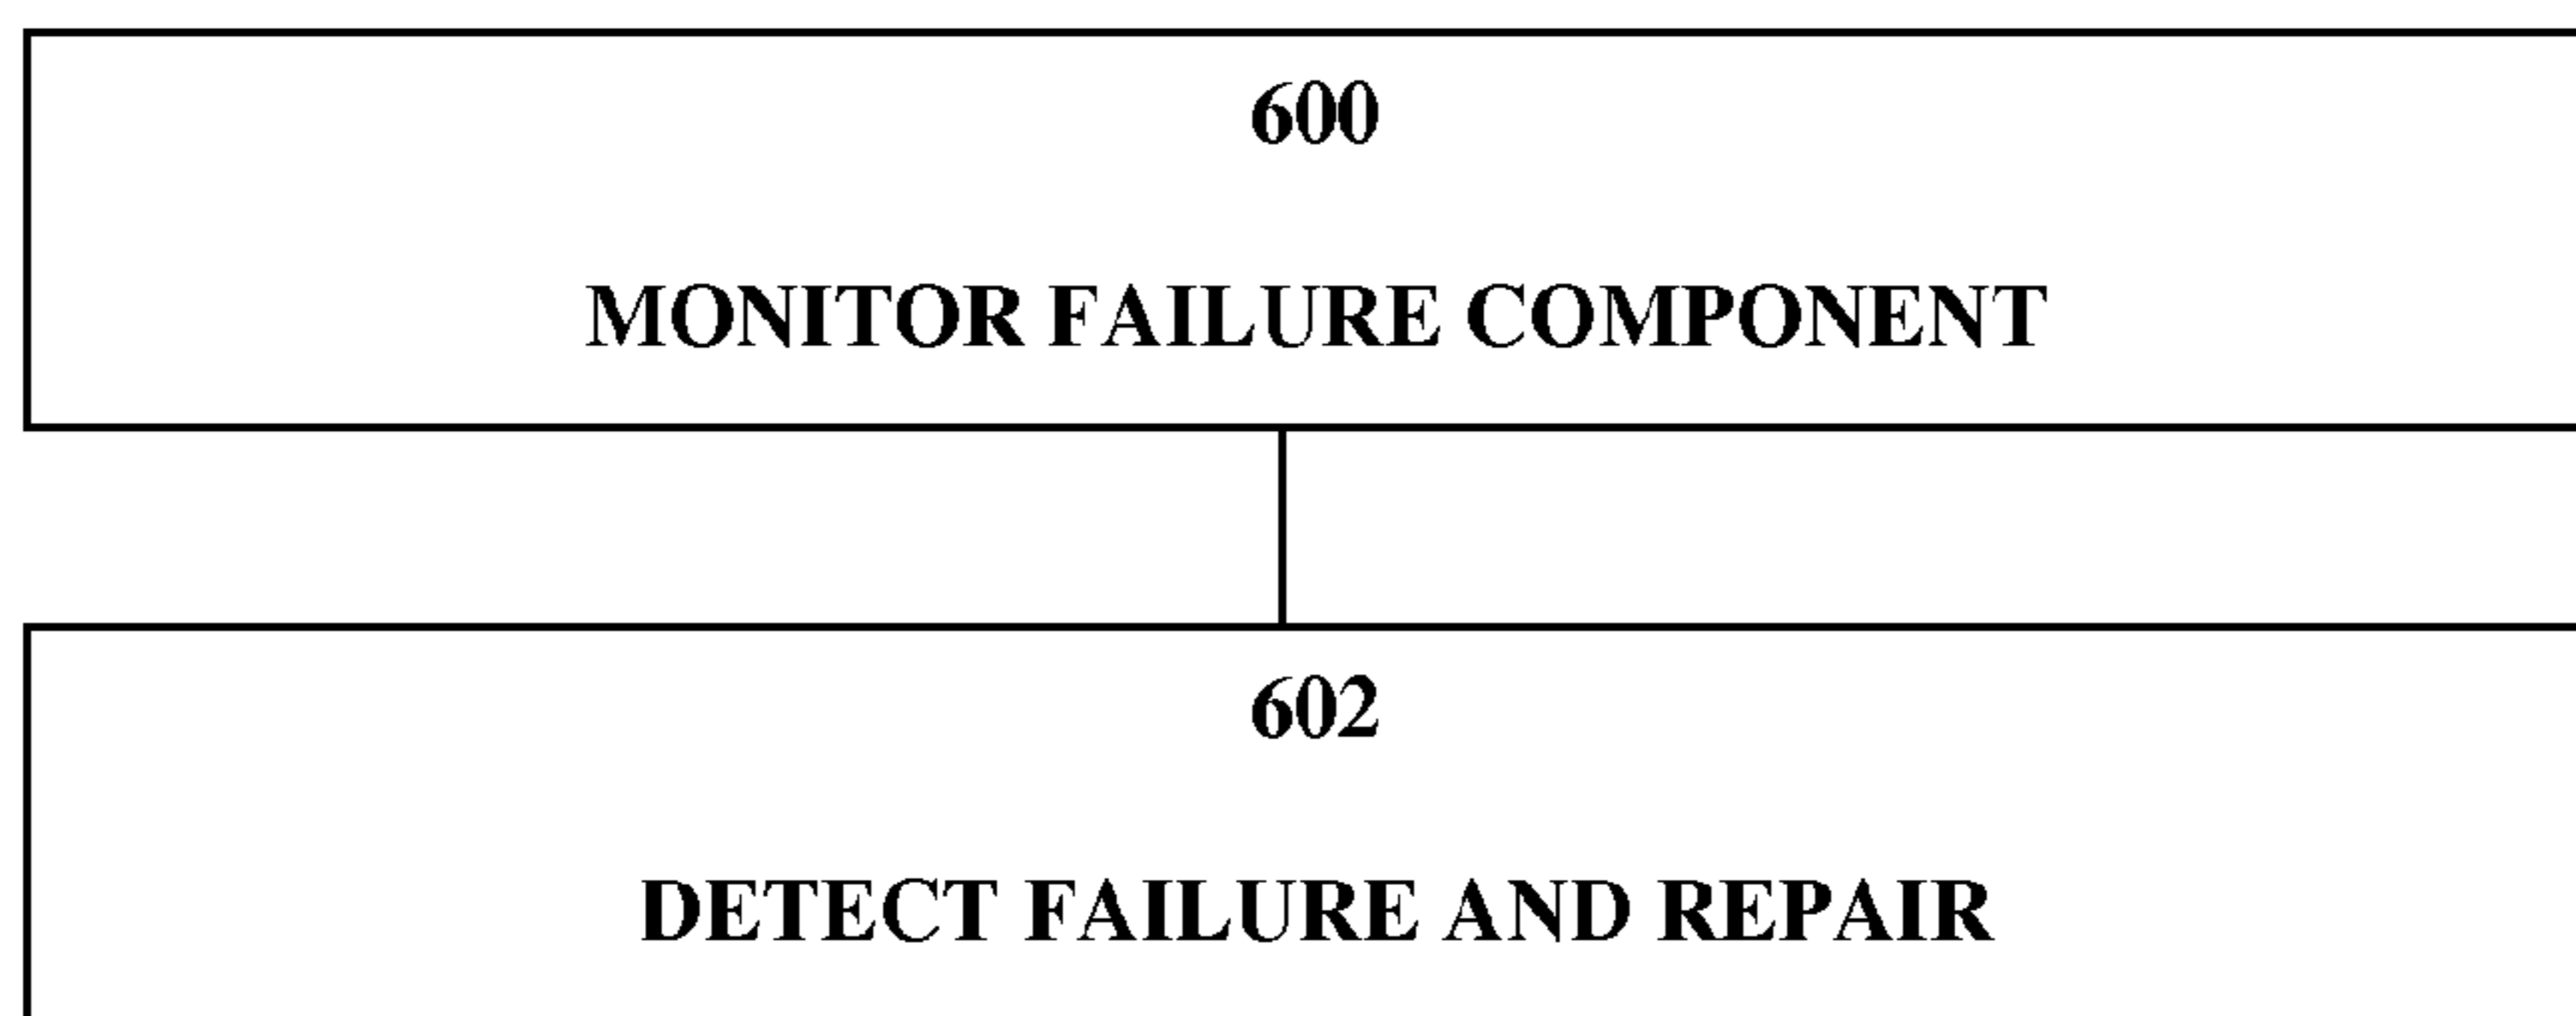 600
MONITOR FAILURE COMPONENT
602
DETECT FAILURE AND REPAIR